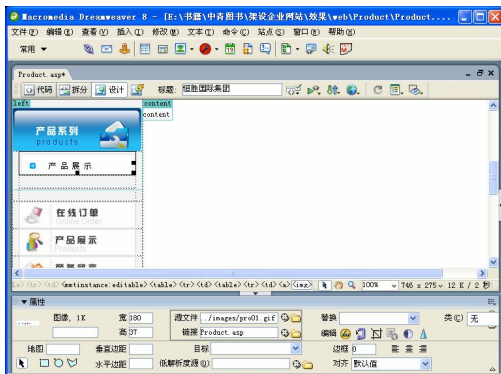 Macromedia Dreamweaver 8 - [E:\书籍\中青图书\架设企业网站\效果\web\Product\Product....
文件(F) 编辑(E) 查看(V) 插入(I) 修改(M) 文本(T) 命令(C) 站点(S) 窗口(W) 帮助(H)
常用
Product.asp*
代码 拆分 设计 标题: 恒胜国际集团
left content
content
产品系列
products
产品展示
在线订单
Online Order
产品展示
Products
<tr> <td> <mmtinstance:editable> <table> <tr> <td> <table> <tr> <td> <a> <img> 100% 746 x 275 12 K / 2 秒
属性
图像, 1K 宽 180 源文件 ../images/pro01.gif 替换 类(C) 无
高 37 链接 Product.asp 编辑
地图 垂直边距 目标 边框 0
水平边距 低解析度源(O) 对齐 默认值